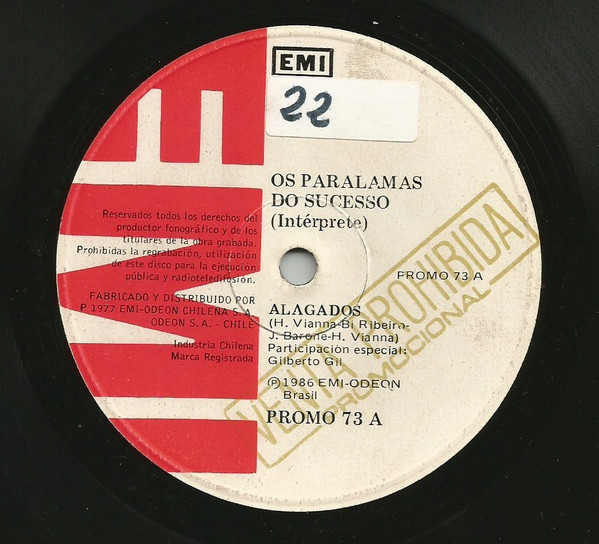 EMI
22
EMI
OS PARALAMAS
DO SUCESSO
(Intérprete)
Reservados todos los derechos del
productor fonográfico y de los
titulares de la obra grabada.
Prohibidas la regrabación, utilización
de este disco para la ejecución
pública y radioteledifusión.
FABRICADO Y DISTRIBUIDO POR
P 1977 EMI-ODEON CHILENA S.A.
ODEON S.A. - CHILE
Industria Chilena
Marca Registrada
PROMO 73 A
ALAGADOS
(H. Vianna-Bi Ribeiro-
J. Barone-H. Vianna)
Participación especial:
Gilberto Gil
℗ 1986 EMI-ODEON
Brasil
PROMO 73 A
VENTA PROHIBIDA
PROMOCIONAL